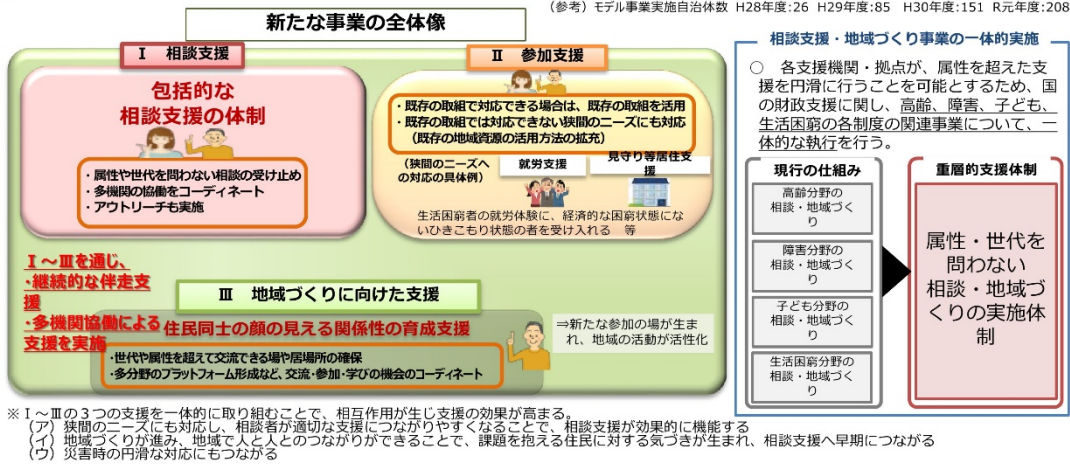 （参考）モデル事業実施自治体数 H28年度:26 H29年度:85 H30年度:151 R元年度:208
新たな事業の全体像
Ⅰ 相談支援
包括的な
相談支援の体制
・属性や世代を問わない相談の受け止め
・多機関の協働をコーディネート
・アウトリーチも実施
Ⅱ 参加支援
・既存の取組で対応できる場合は、既存の取組を活用
・既存の取組では対応できない狭間のニーズにも対応
（既存の地域資源の活用方法の拡充）
（狭間のニーズへ
の対応の具体例）
就労支援
見守り等居住支
援
生活困窮者の就労体験に、経済的な困窮状態にな
いひきこもり状態の者を受け入れる 等
Ⅰ～Ⅲを通じ、
・継続的な伴走支
援
・多機関協働による
支援を実施
Ⅲ 地域づくりに向けた支援
住民同士の顔の見える関係性の育成支援
・世代や属性を超えて交流できる場や居場所の確保
・多分野のプラットフォーム形成など、交流・参加・学びの機会のコーディネート
⇒新たな参加の場が生ま
れ、地域の活動が活性化
相談支援・地域づくり事業の一体的実施
○ 各支援機関・拠点が、属性を超えた支
援を円滑に行うことを可能とするため、国
の財政支援に関し、高齢、障害、子ども、
生活困窮の各制度の関連事業について、一
体的な執行を行う。
現行の仕組み
高齢分野の
相談・地域づく
り
障害分野の
相談・地域づく
り
子ども分野の
相談・地域づく
り
生活困窮分野の
相談・地域づく
り
重層的支援体制
属性・世代を
問わない
相談・地域づ
くりの実施体
制
※Ⅰ～Ⅲの３つの支援を一体的に取り組むことで、相互作用が生じ支援の効果が高まる。
（ア）狭間のニーズにも対応し、相談者が適切な支援につながりやすくなることで、相談支援が効果的に機能する
（イ）地域づくりが進み、地域で人と人とのつながりができることで、課題を抱える住民に対する気づきが生まれ、相談支援へ早期につながる
（ウ）災害時の円滑な対応にもつながる